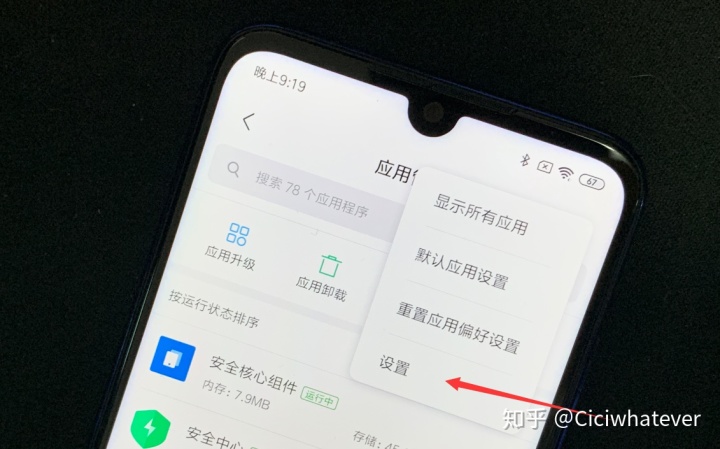 晚上9:19
67
应用
搜索 78 个应用程序
显示所有应用
默认应用设置
重置应用偏好设置
设置
应用升级
应用卸载
按运行状态排序
安全核心组件
运行中
内存：7.9MB
存储：45
安全中心
知乎 @Ciciwhatever